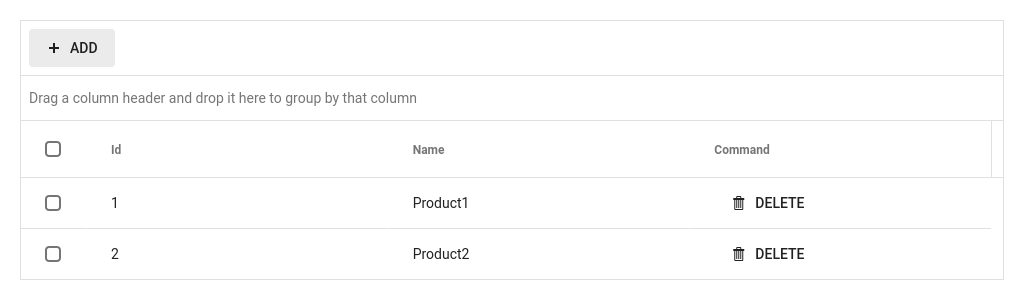 ADD
Drag a column header and drop it here to group by that column
Id Name Command
1 Product1 DELETE
2 Product2 DELETE